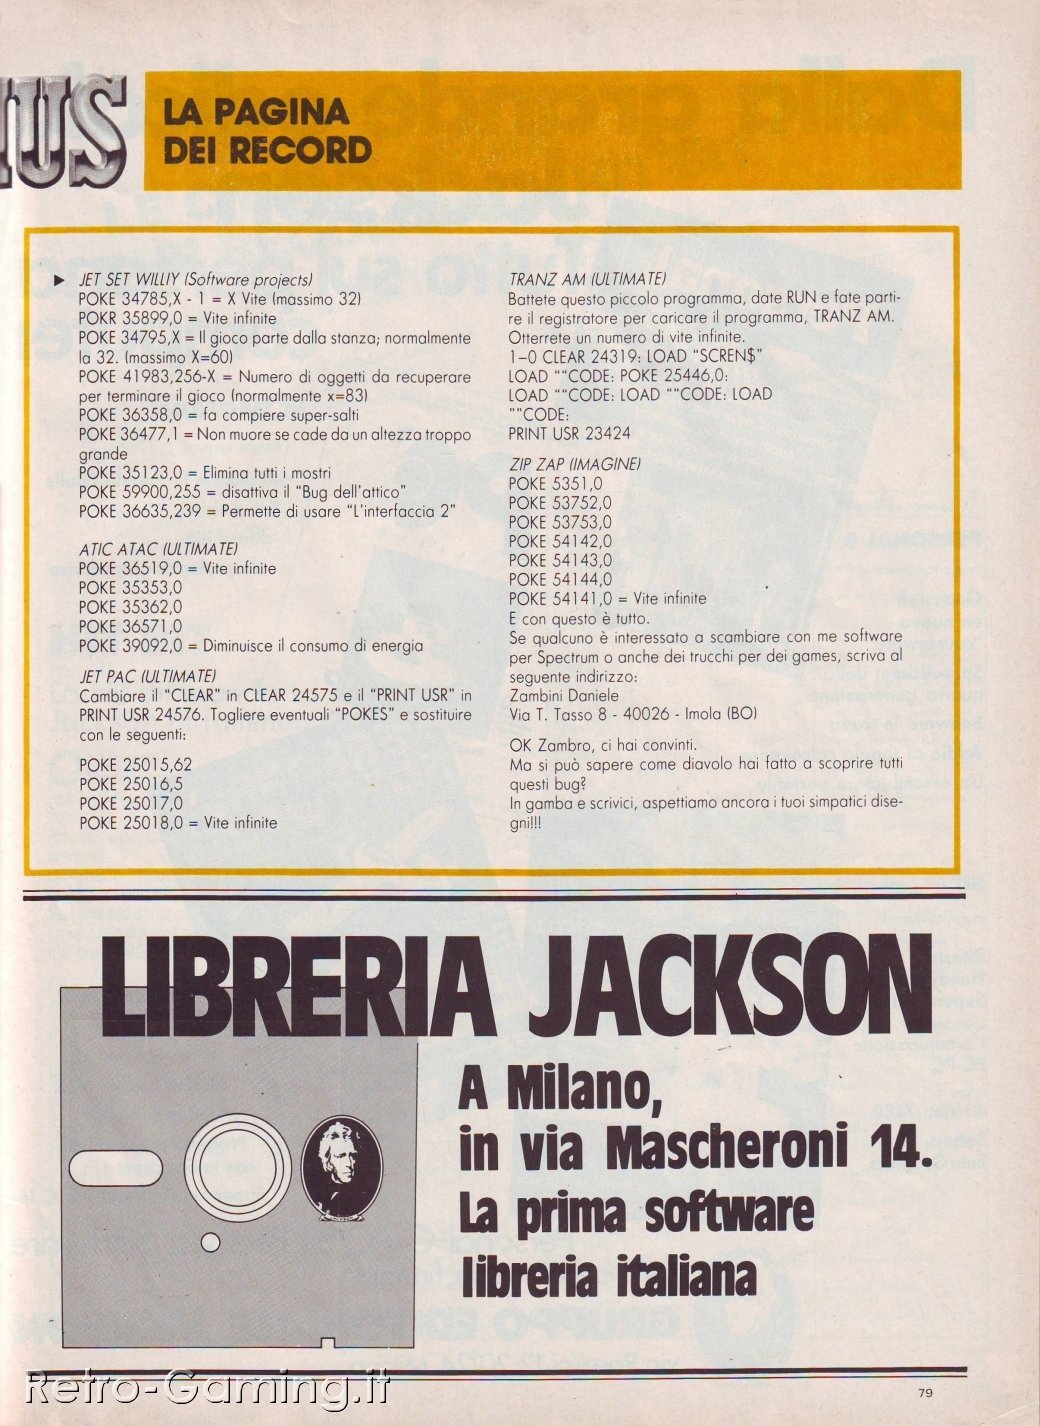 IUS
LA PAGINA
DEI RECORD
▶ JET SET WILLIY (Software projects)
POKE 34785,X - 1 = X Vite (massimo 32)
POKR 35899,0 = Vite infinite
POKE 34795,X = Il gioco parte dalla stanza; normalmente
la 32. (massimo X=60)
POKE 41983,256-X = Numero di oggetti da recuperare
per terminare il gioco (normalmente x=83)
POKE 36358,0 = fa compiere super-salti
POKE 36477,1 = Non muore se cade da un altezza troppo
grande
POKE 35123,0 = Elimina tutti i mostri
POKE 59900,255 = disattiva il "Bug dell'attico"
POKE 36635,239 = Permette di usare "L'interfaccia 2"
ATIC ATAC (ULTIMATE)
POKE 36519,0 = Vite infinite
POKE 35353,0
POKE 35362,0
POKE 36571,0
POKE 39092,0 = Diminuisce il consumo di energia
JET PAC (ULTIMATE)
Cambiare il "CLEAR" in CLEAR 24575 e il "PRINT USR" in
PRINT USR 24576. Togliere eventuali "POKES" e sostituire
con le seguenti:
POKE 25015,62
POKE 25016,5
POKE 25017,0
POKE 25018,0 = Vite infinite
TRANZ AM (ULTIMATE)
Battete questo piccolo programma, date RUN e fate parti-
re il registratore per caricare il programma, TRANZ AM.
Otterrete un numero di vite infinite.
1–0 CLEAR 24319: LOAD "SCREN$"
LOAD ""CODE: POKE 25446,0:
LOAD ""CODE: LOAD ""CODE: LOAD
""CODE:
PRINT USR 23424
ZIP ZAP (IMAGINE)
POKE 5351,0
POKE 53752,0
POKE 53753,0
POKE 54142,0
POKE 54143,0
POKE 54144,0
POKE 54141,0 = Vite infinite
E con questo è tutto.
Se qualcuno è interessato a scambiare con me software
per Spectrum o anche dei trucchi per dei games, scriva al
seguente indirizzo:
Zambini Daniele
Via T. Tasso 8 - 40026 - Imola (BO)
OK Zambro, ci hai convinti.
Ma si può sapere come diavolo hai fatto a scoprire tutti
questi bug?
In gamba e scrivici, aspettiamo ancora i tuoi simpatici dise-
gni!!!
LIBRERIA JACKSON
A Milano,
in via Mascheroni 14.
La prima software
libreria italiana
JACKSON
Retro-Gaming.it
79